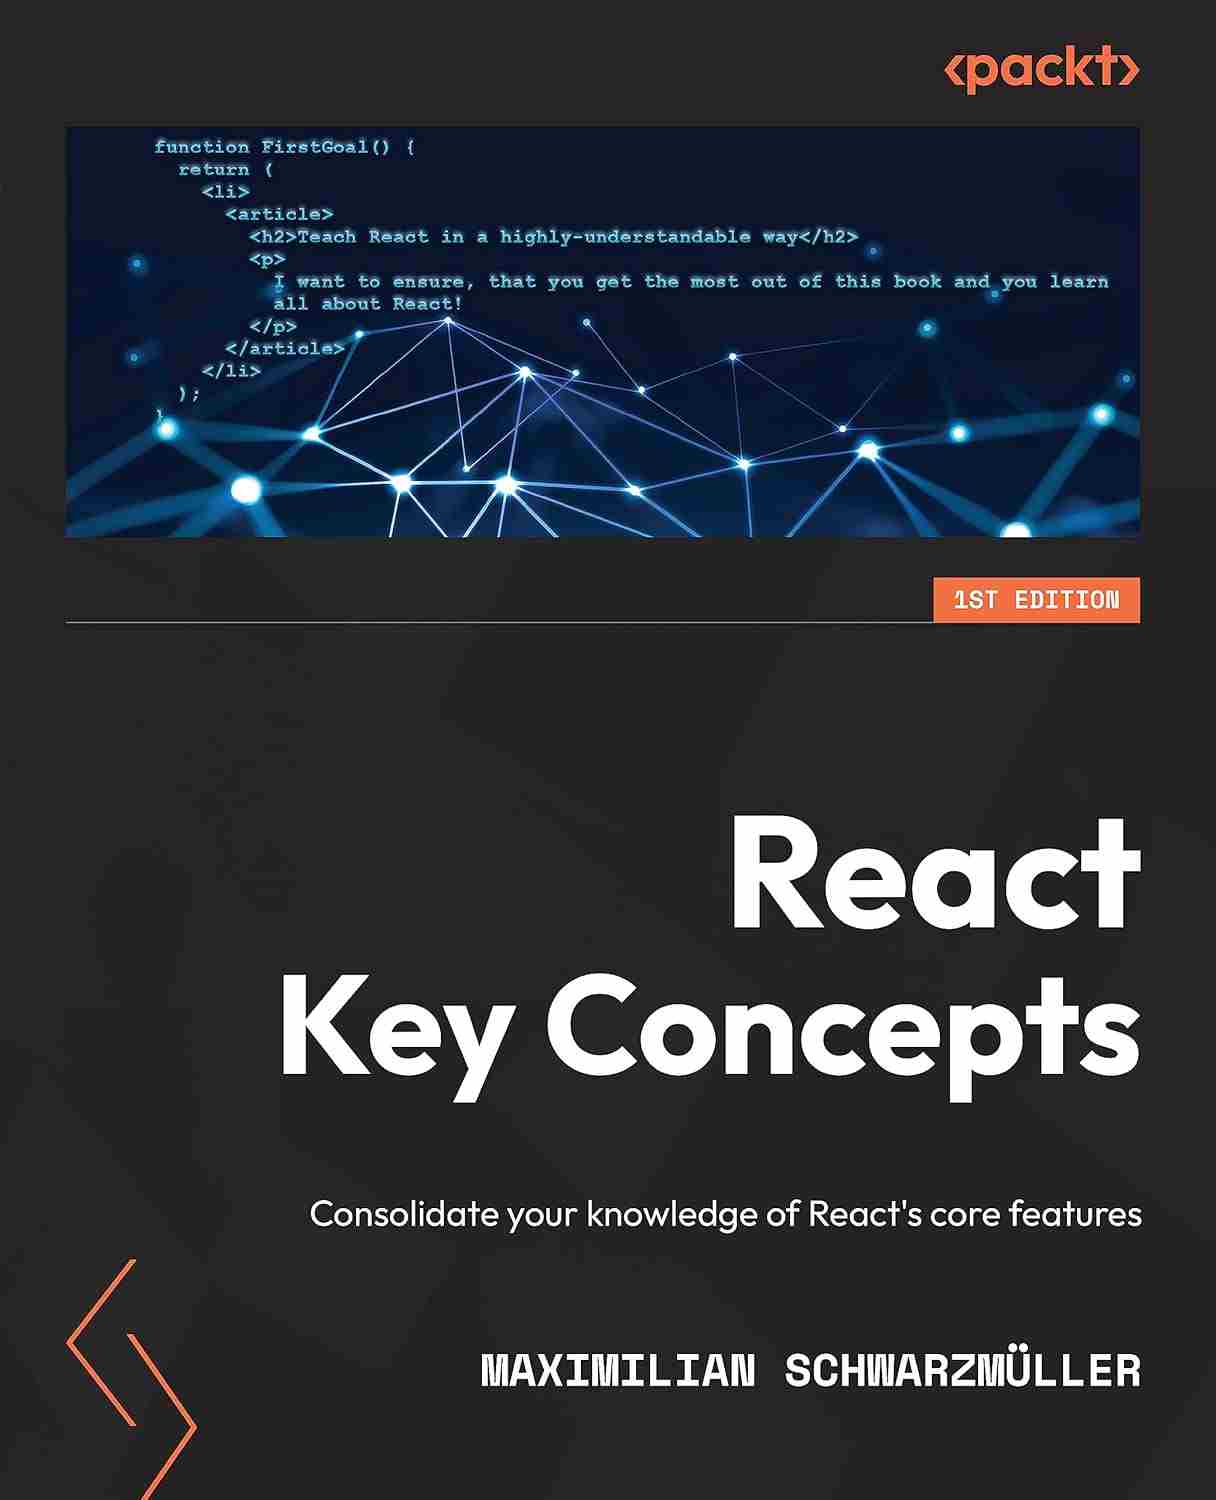 <packt>
function FirstGoal() {
return (
<li>
<article>
<h2>Teach React in a highly-understandable way</h2>
<p>
I want to ensure, that you get the most out of this book and you learn
all about React!
</p>
</article>
</li>
);
}
1ST EDITION
React
Key Concepts
Consolidate your knowledge of React's core features
MAXIMILIAN SCHWARZMÜLLER